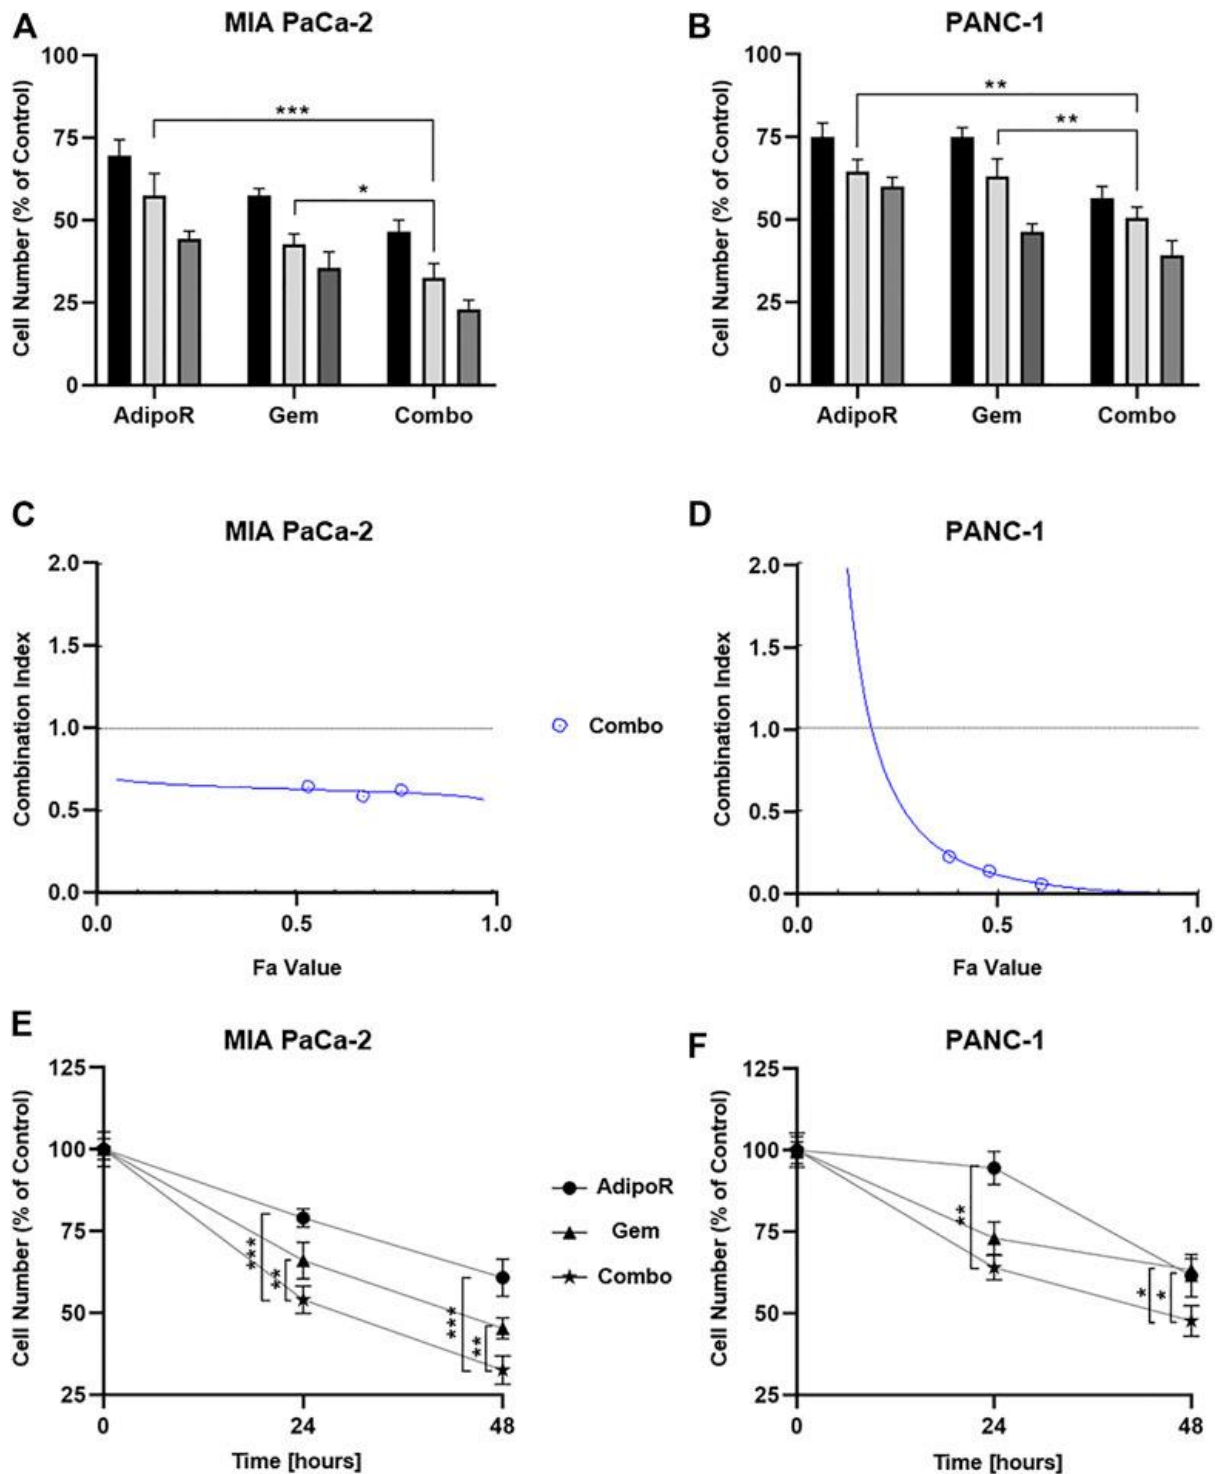 A
MIA PaCa-2
Cell Number (% of Control)
100
75
50
25
0
***
*
AdipoR
Gem
Combo
B
PANC-1
Cell Number (% of Control)
100
75
50
25
0
**
**
AdipoR
Gem
Combo
C
MIA PaCa-2
Combination Index
2.0
1.5
1.0
0.5
0.0
0.0 0.5 1.0
Fa Value
Combo
D
PANC-1
Combination Index
2.0
1.5
1.0
0.5
0.0
0.0 0.5 1.0
Fa Value
E
MIA PaCa-2
Cell Number (% of Control)
125
100
75
50
25
***
**
***
**
0 24 48
Time [hours]
AdipoR
Gem
Combo
F
PANC-1
Cell Number (% of Control)
125
100
75
50
25
**
*
*
0 24 48
Time [hours]